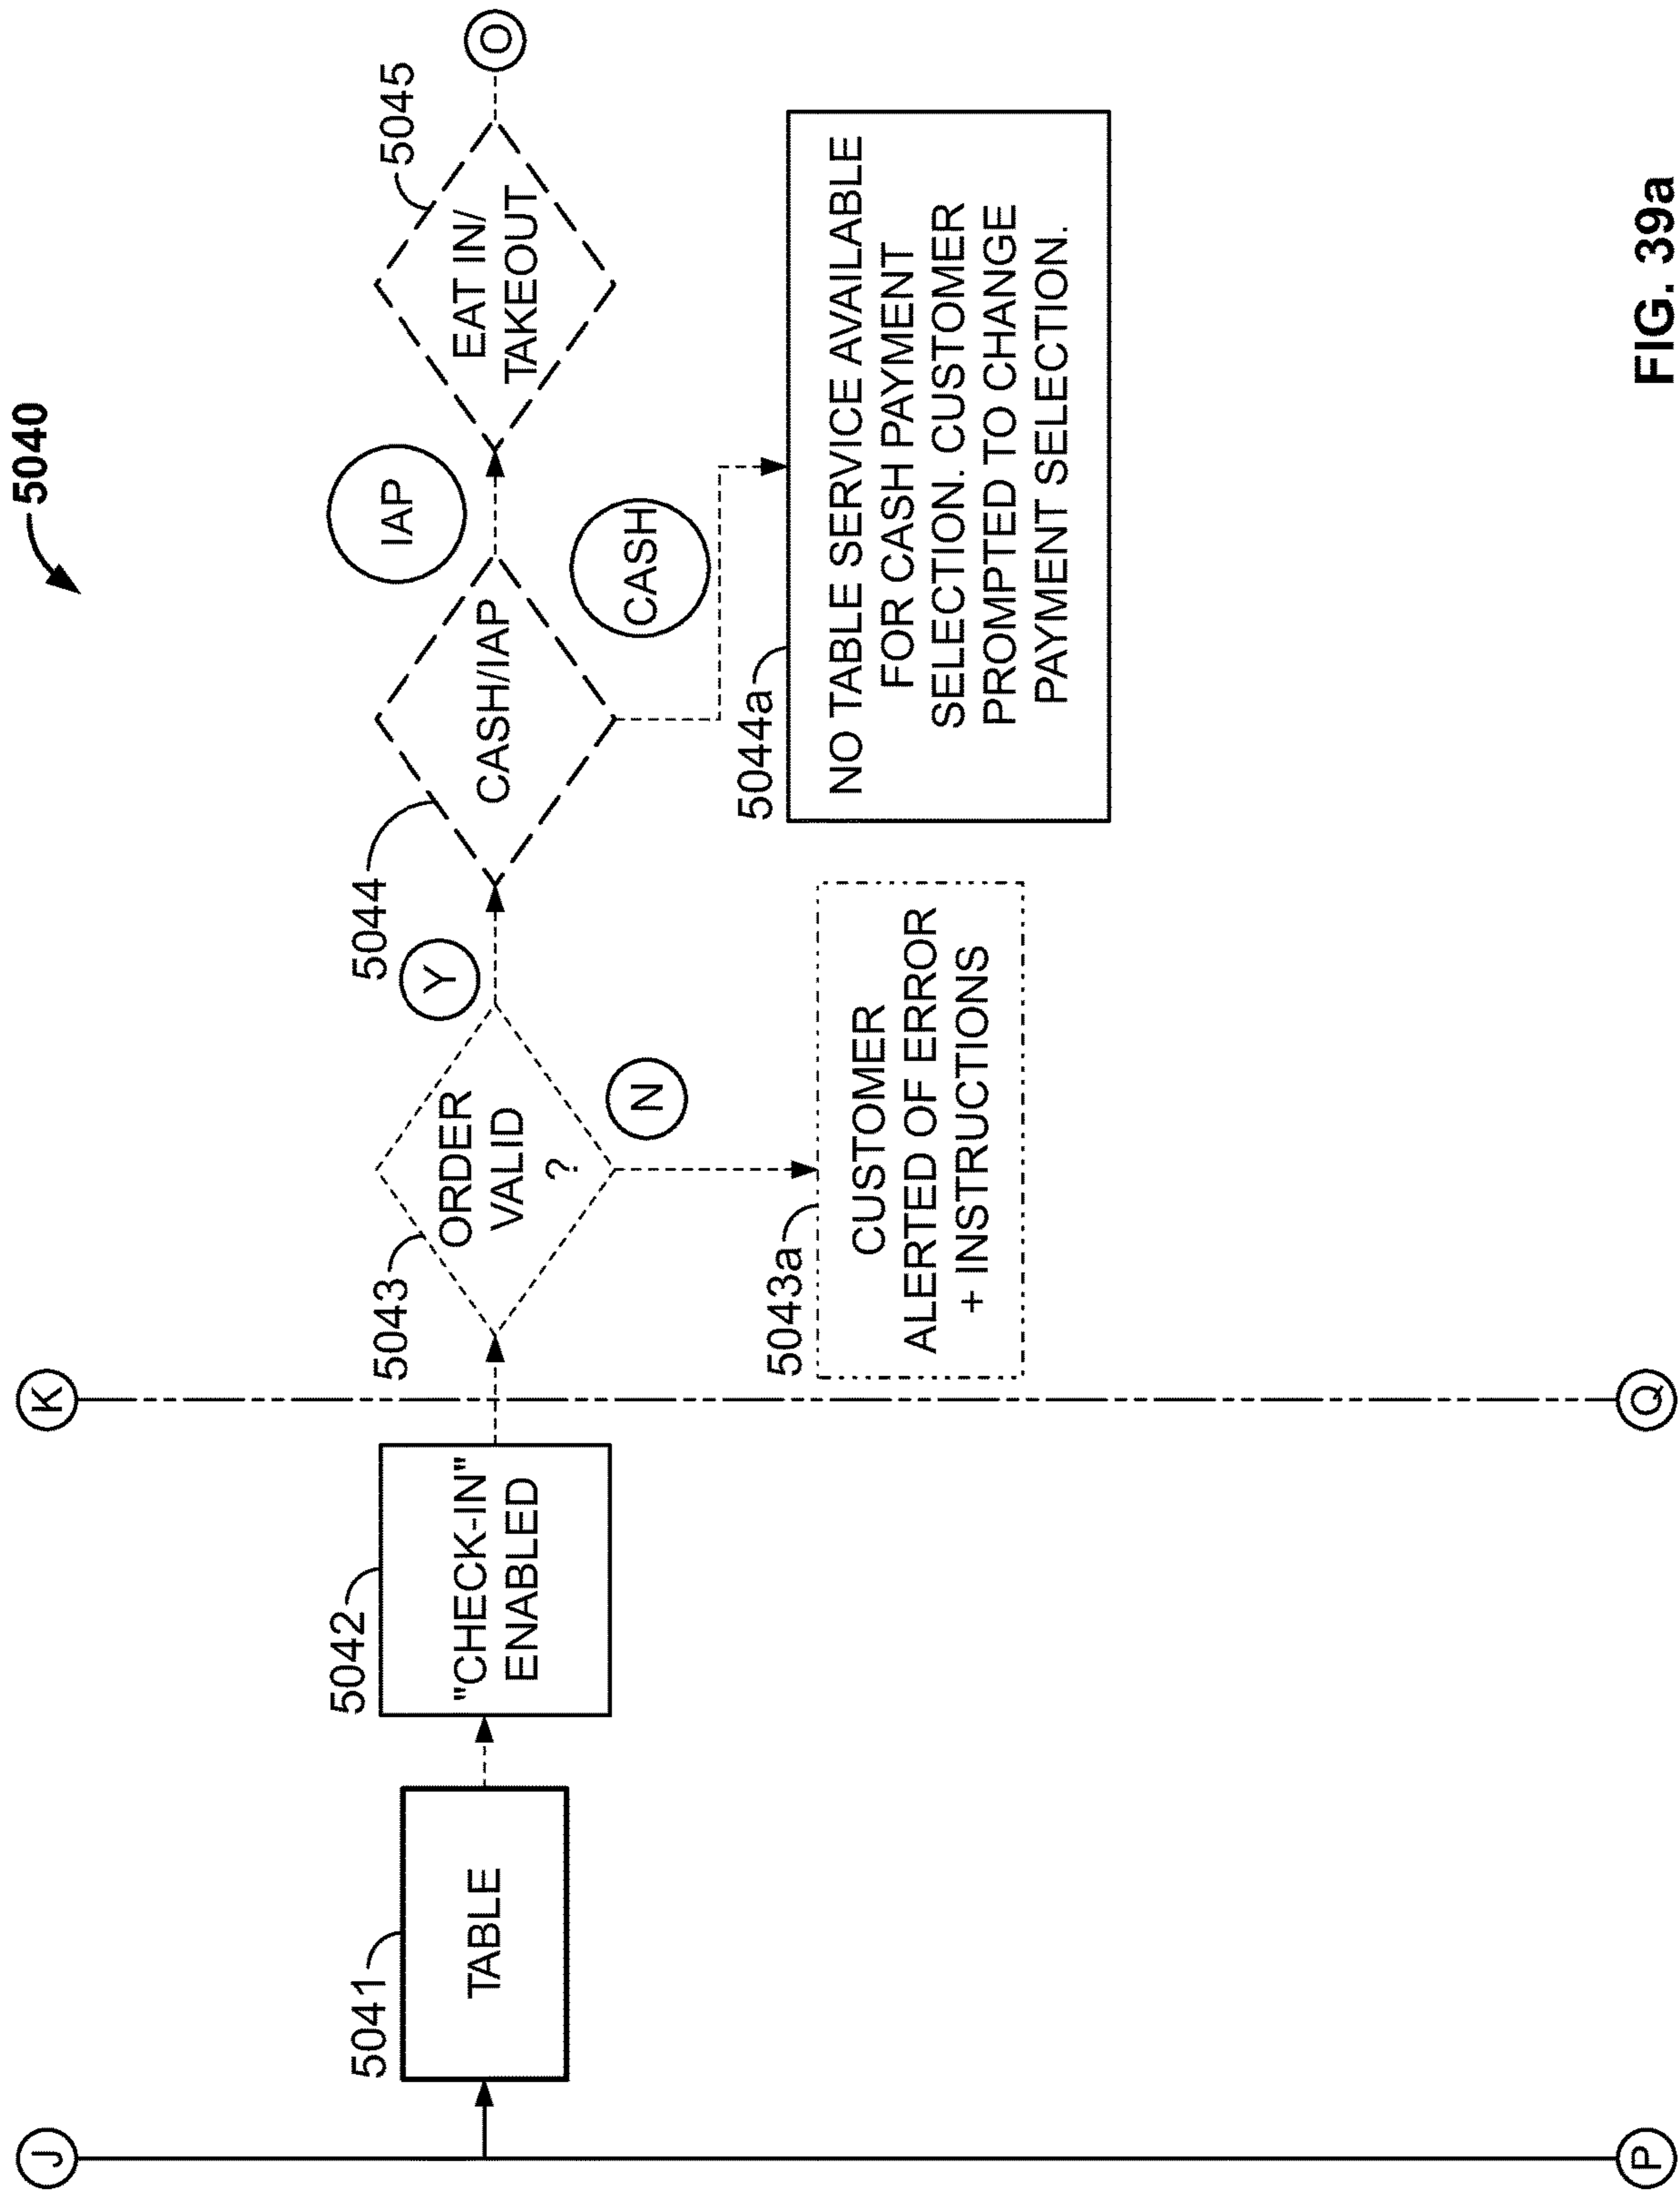 5040
J
K
5041
TABLE
5042
"CHECK-IN"
ENABLED
5043
ORDER
VALID
?
Y
N
5043a
CUSTOMER
ALERTED OF ERROR
+ INSTRUCTIONS
5044
CASH/IAP
IAP
CASH
5044a
NO TABLE SERVICE AVAILABLE
FOR CASH PAYMENT
SELECTION. CUSTOMER
PROMPTED TO CHANGE
PAYMENT SELECTION.
5045
EAT IN/
TAKEOUT
O
P
Q
FIG. 39a